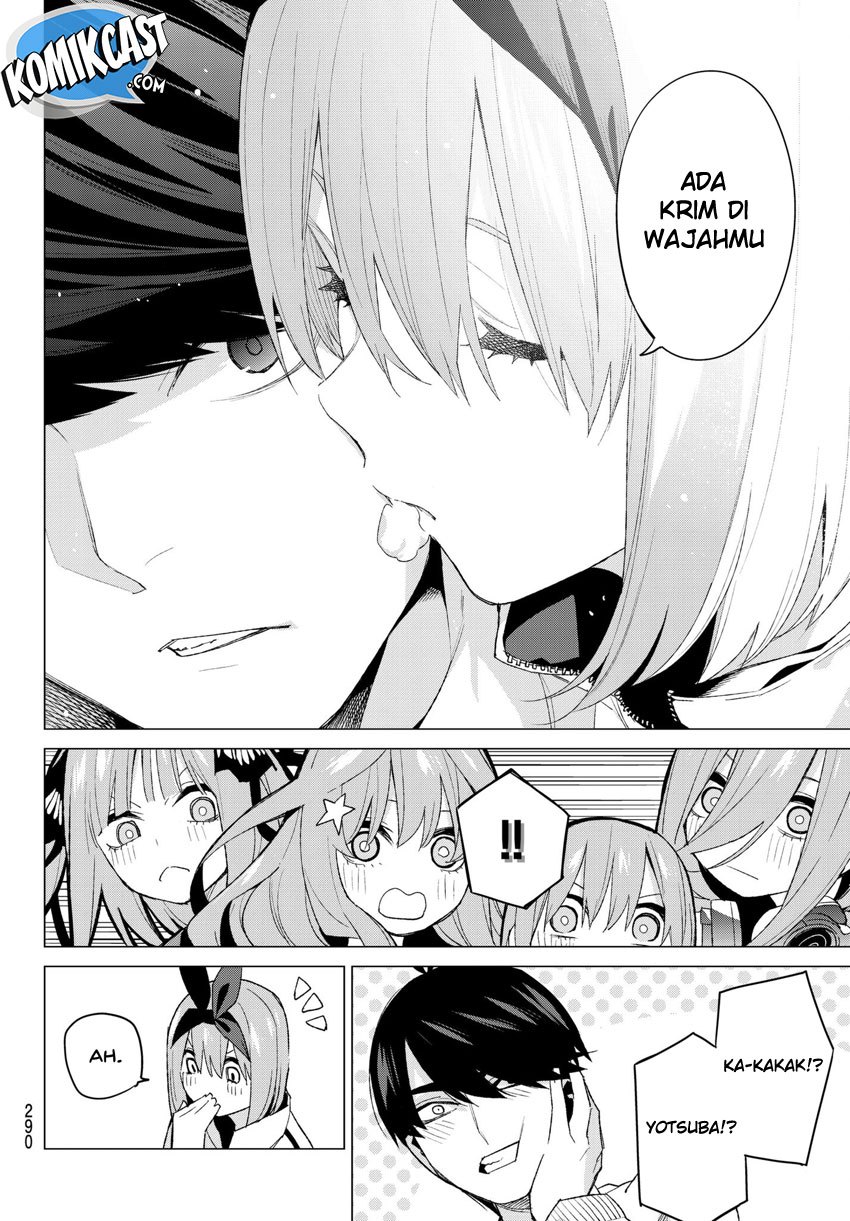 KOMIKCAST
.COM
ADA
KRIM DI
WAJAHMU
!!
KA-KAKAK!?
YOTSUBA!?
AH.
290